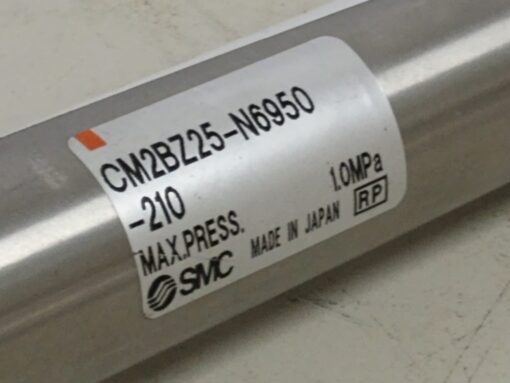 CM2BZ25-N6950
-210
MAX.PRESS. 1.0MPa
SMC MADE IN JAPAN RP